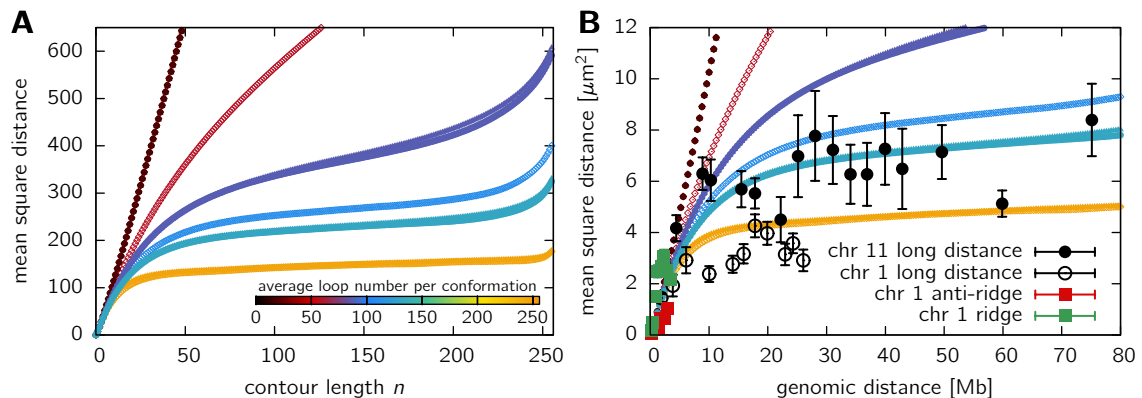 A
mean square distance
600
500
400
300
200
100
0
average loop number per conformation
0 50 100 150 200 250
0 50 100 150 200 250
contour length n
B
mean square distance [μm²]
12
10
8
6
4
2
0
chr 11 long distance
chr 1 long distance
chr 1 anti-ridge
chr 1 ridge
0 10 20 30 40 50 60 70 80
genomic distance [Mb]